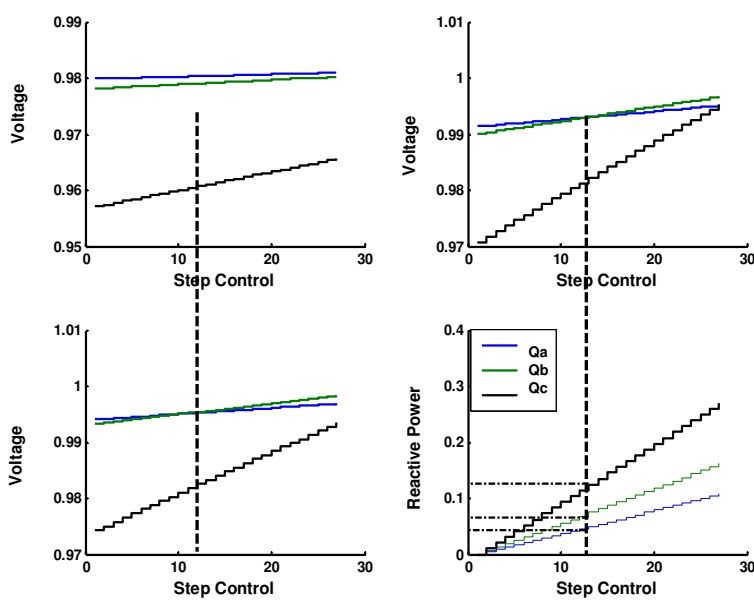 0.99
0.98
0.97
0.96
0.95
Voltage
0 10 20 30
Step Control
1.01
1
0.99
0.98
0.97
Voltage
0 10 20 30
Step Control
1.01
1
0.99
0.98
0.97
Voltage
0 10 20 30
Step Control
0.4
0.3
0.2
0.1
0
Reactive Power
Qa
Qb
Qc
0 10 20 30
Step Control